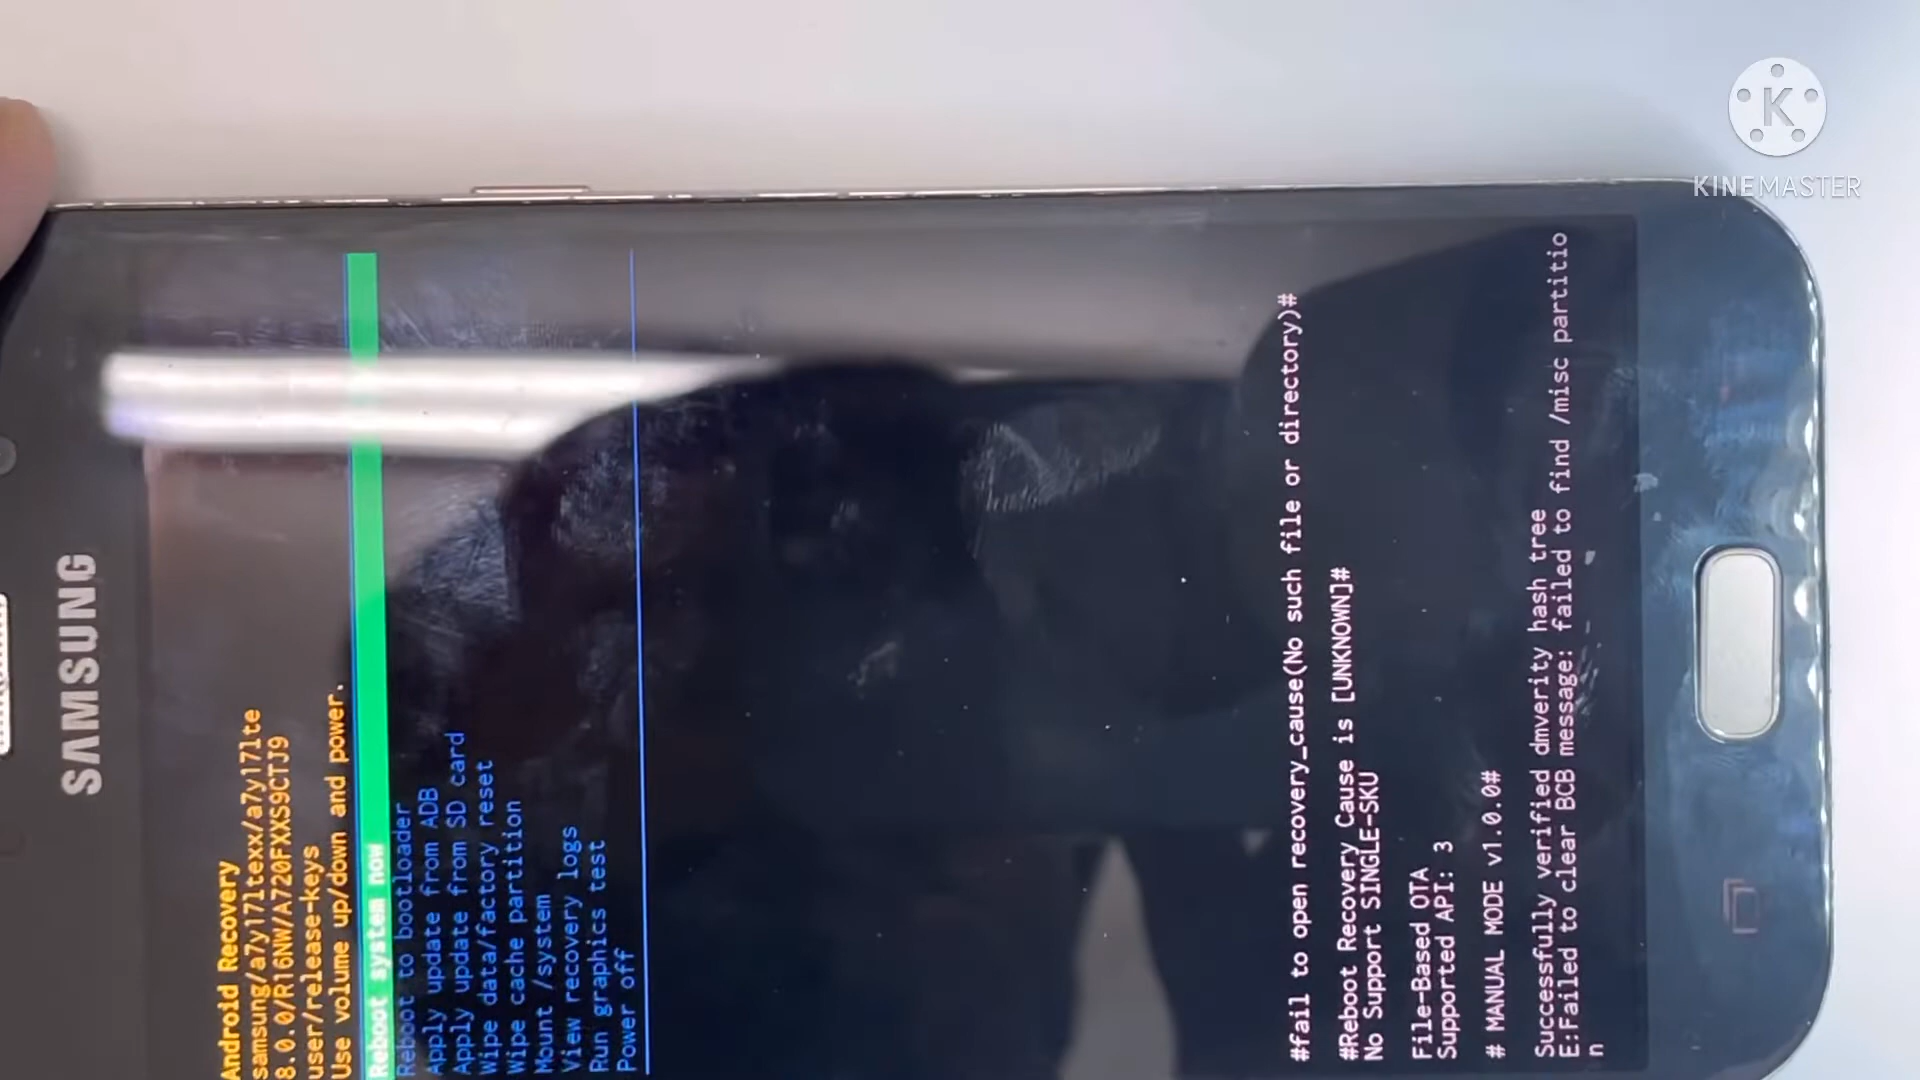 SAMSUNG
Android Recovery
samsung/a7y17ltexx/a7y17lte
8.0.0/R16NW/A720FXXS9CTJ9
user/release-keys
Use volume up/down and power.
Reboot system now
Reboot to bootloader
Apply update from ADB
Apply update from SD card
Wipe data/factory reset
Wipe cache partition
Mount /system
View recovery logs
Run graphics test
Power off
#fail to open recovery_cause(No such file or directory)#
#Reboot Recovery Cause is [UNKNOWN]#
No Support SINGLE-SKU
File-Based OTA
Supported API: 3
# MANUAL MODE v1.0.0#
Successfully verified dmverity hash tree
E:Failed to clear BCB message: failed to find /misc partitio
n
K
KINEMASTER